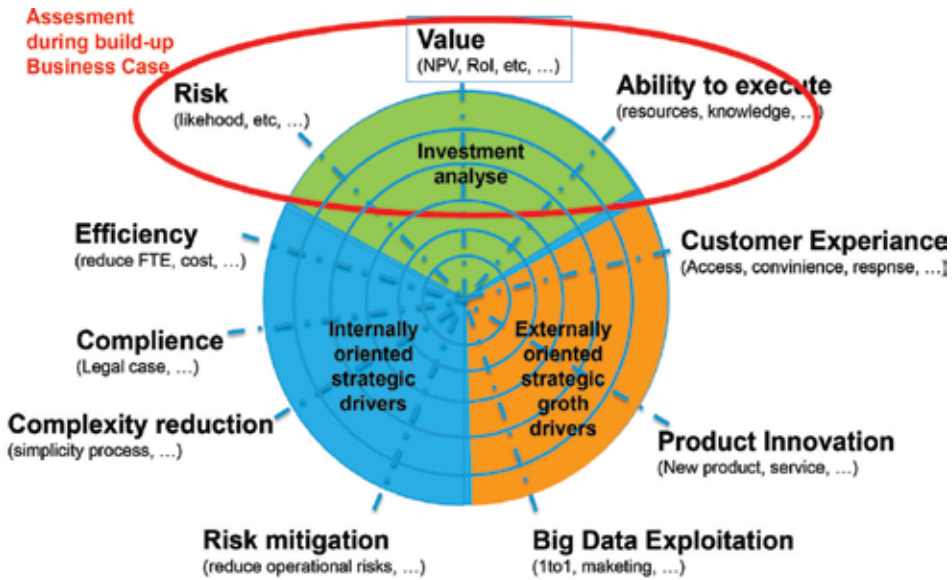 Assesment
during build-up
Business Case
Value
(NPV, RoI, etc, ...)
Risk
(likehood, etc, ...)
Ability to execute
(resources, knowledge, ...)
Investment
analyse
Efficiency
(reduce FTE, cost, ...)
Customer Experiance
(Access, convinience, respnse, ...)
Complience
(Legal case, ...)
Internally
oriented
strategic
drivers
Externally
oriented
strategic
groth
drivers
Complexity reduction
(simplicity process, ...)
Product Innovation
(New product, service, ...)
Risk mitigation
(reduce operational risks, ...)
Big Data Exploitation
(1to1, maketing, ...)